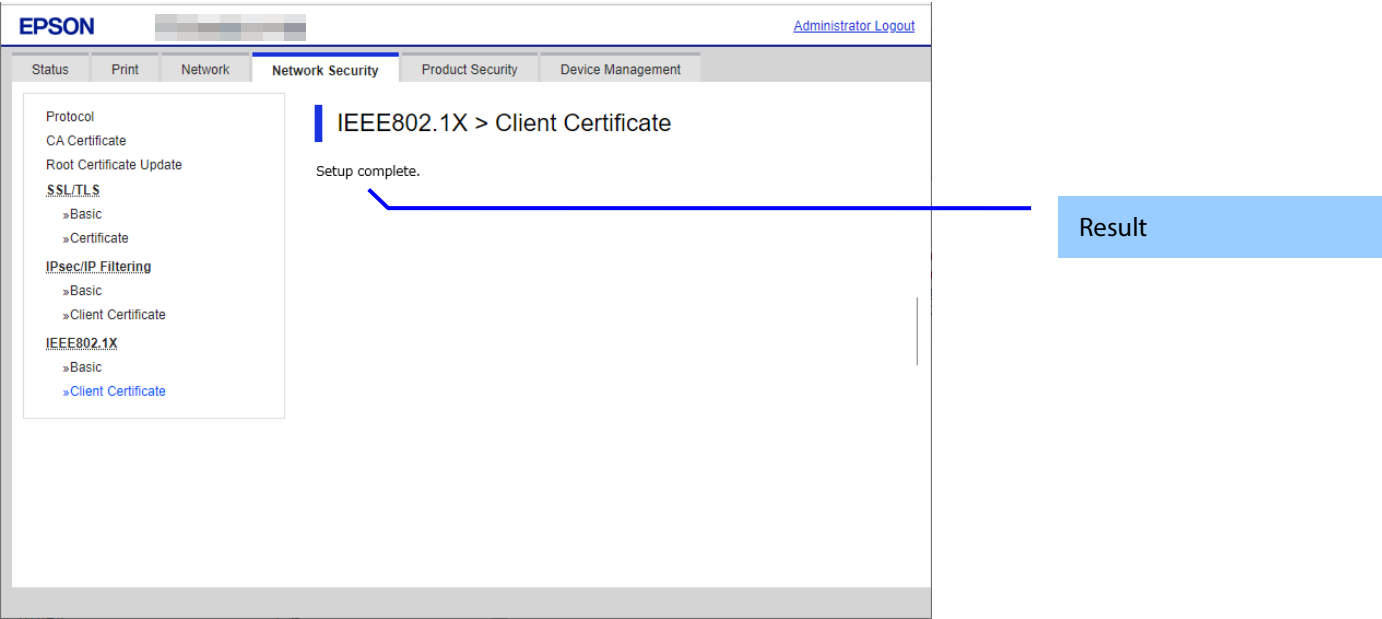 EPSON
Administrator Logout
Status Print Network Network Security Product Security Device Management
Protocol
CA Certificate
Root Certificate Update
SSL/TLS
»Basic
»Certificate
IPsec/IP Filtering
»Basic
»Client Certificate
IEEE802.1X
»Basic
»Client Certificate
IEEE802.1X > Client Certificate
Setup complete.
Result